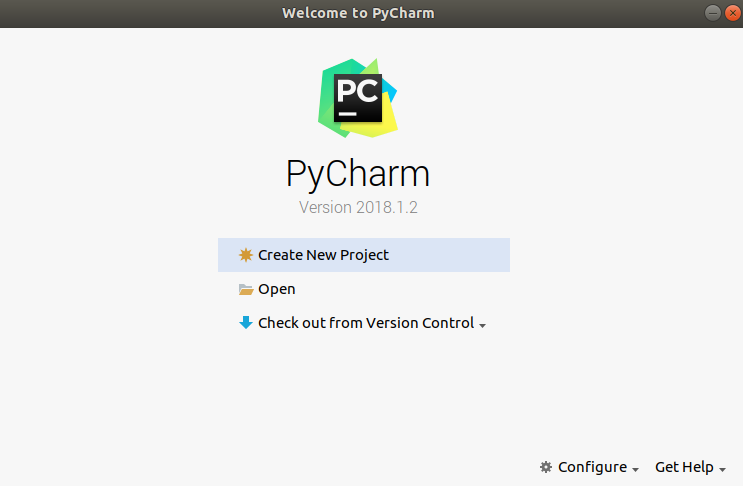 Welcome to PyCharm
PC
PyCharm
Version 2018.1.2
Create New Project
Open
Check out from Version Control
Configure
Get Help